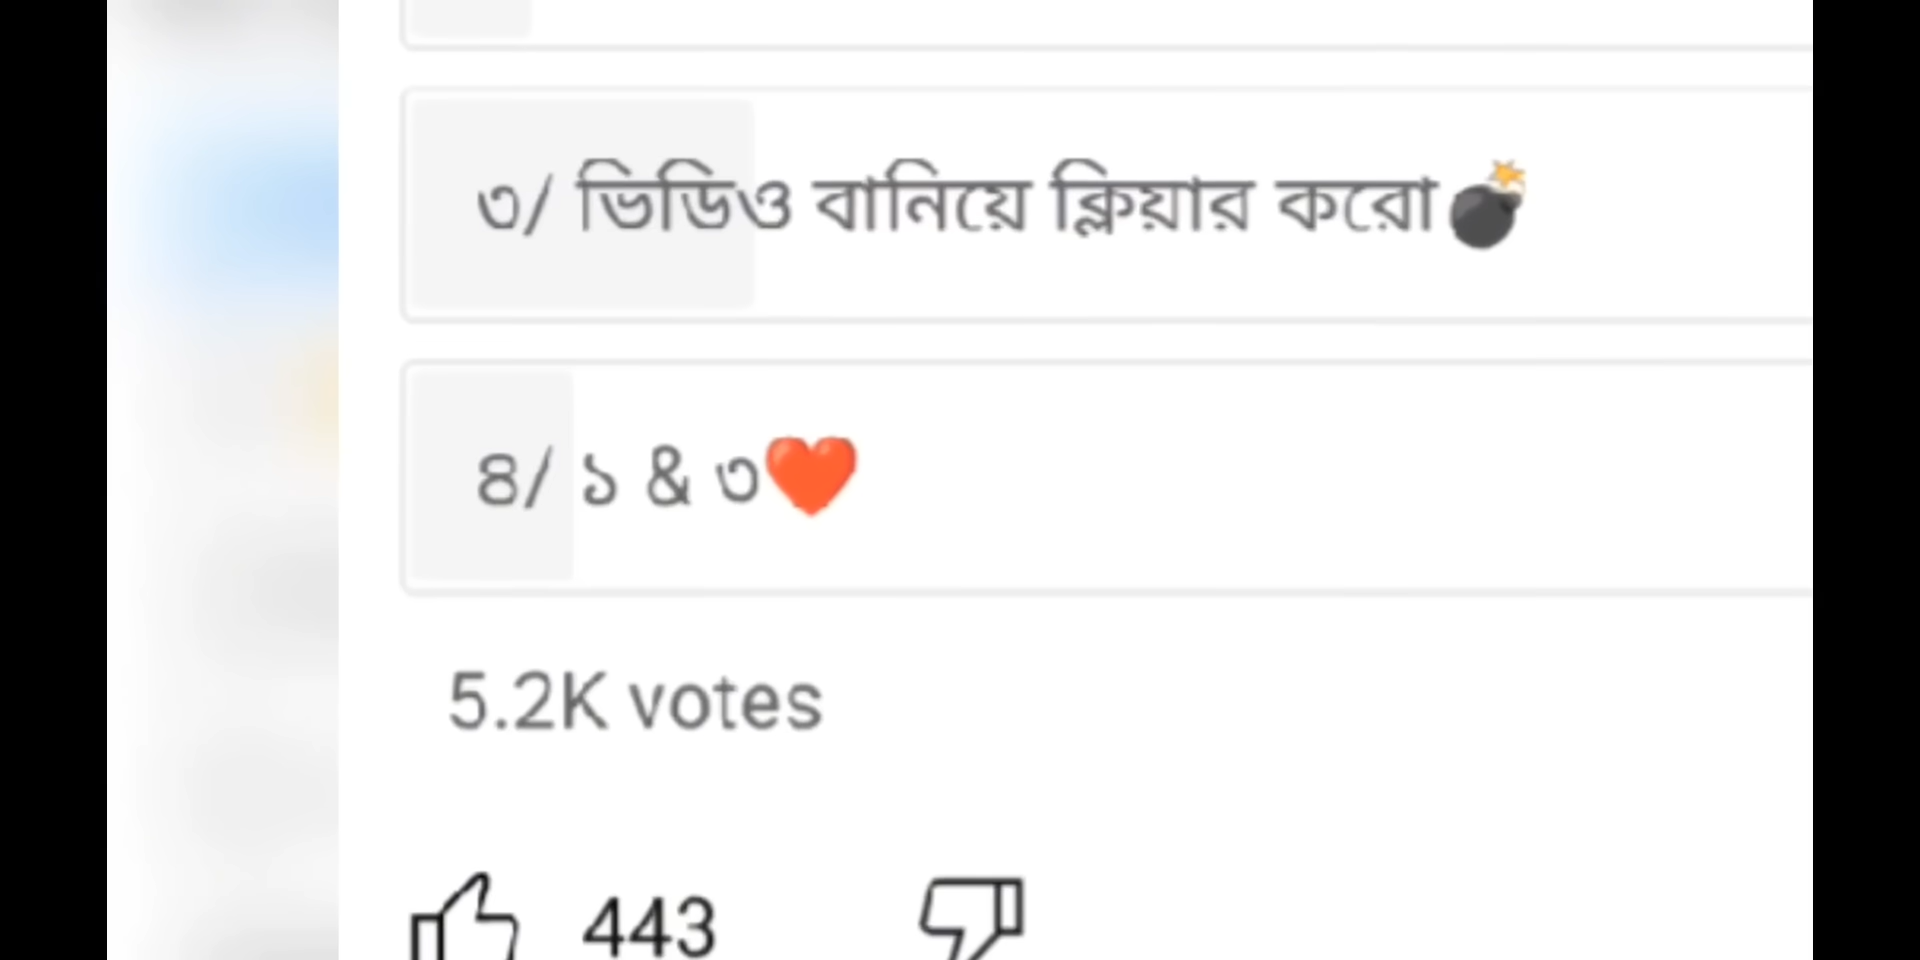 ৩/ ভিডিও বানিয়ে ক্লিয়ার করো💣
৪/ ১ & ৩❤️
5.2K votes
443